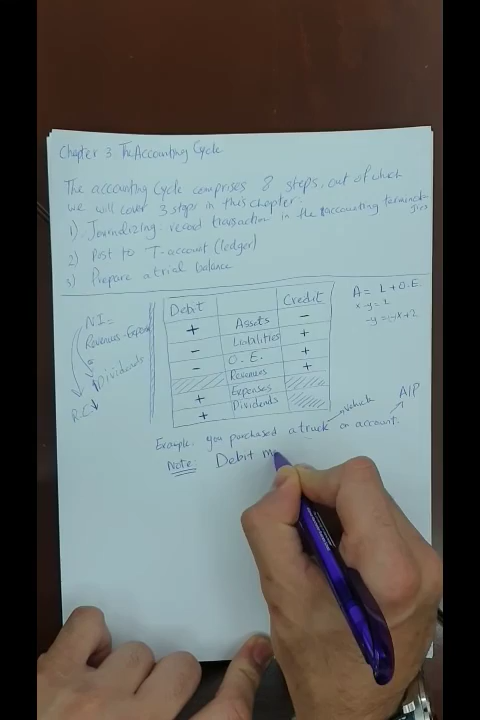 Chapter 3 The Accounting Cycle
The accounting cycle comprises 8 steps, out of which
we will cover 3 steps in this chapter:
1) Journalizing: record transaction in the accounting terminologies
2) Post to T-account (ledger)
3) Prepare a trial balance
Debit Credit
+ Assets -
- Liabilities +
- O.E. +
Revenues +
+ Expenses
+ Dividends
NI =
Revenues - Expens
Dividends
R.E ↓
A = L + O.E
x-y = 2
Example: you purchased a truck on account.
vehicle
A/P
Note: Debit m